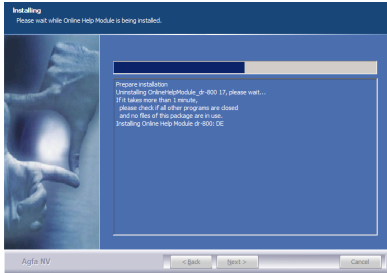 Installing
Please wait while Online Help Module is being installed.
Prepare installation
Uninstalling OnlineHelpModule_dr-800 17, please wait...
If it takes more than 1 minute,
please check if all other programs are closed
and no files of this package are in use.
Installing Online Help Module dr-800: DE
Agfa NV
< Back
Next >
Cancel